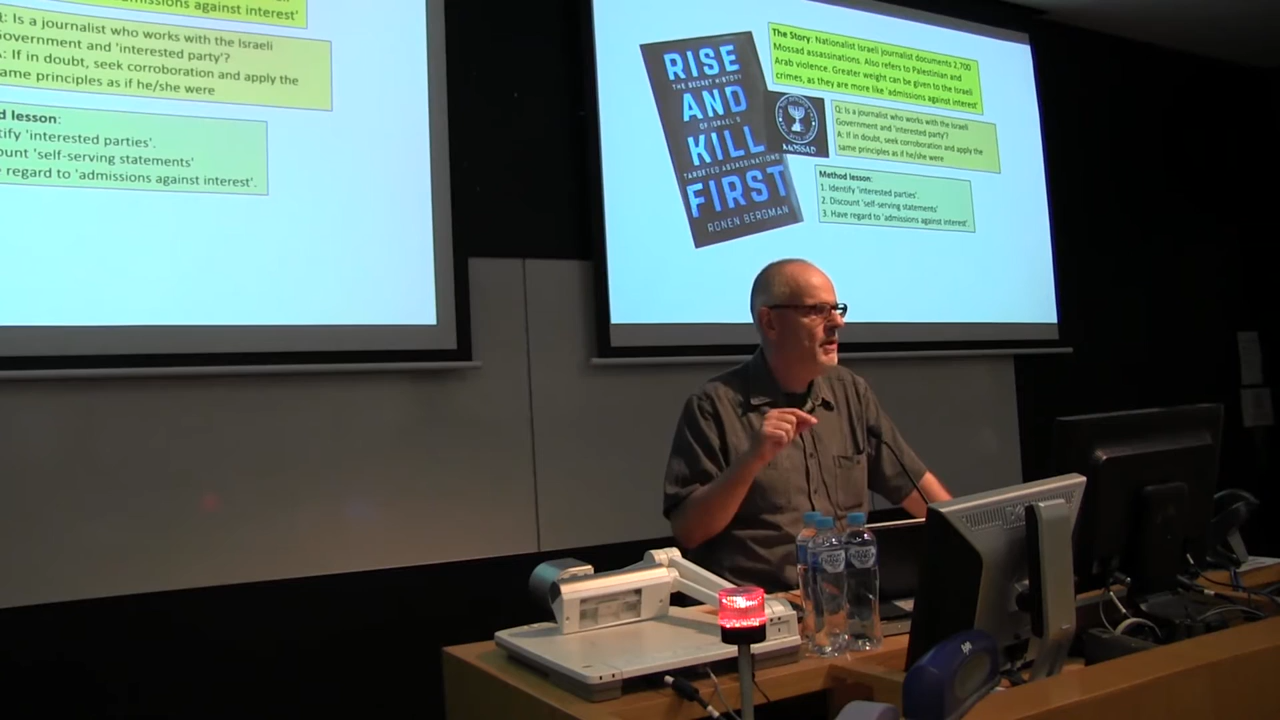 missions against interest'
Q: Is a journalist who works with the Israeli
Government and 'interested party'?
A: If in doubt, seek corroboration and apply the
same principles as if he/she were
d lesson:
tify 'interested parties'.
ount 'self-serving statements'
regard to 'admissions against interest'.
RISE
THE SECRET HISTORY
AND
OF ISRAEL'S
KILL
TARGETED ASSASSINATIONS
FIRST
RONEN BERGMAN
MOSSAD
The Story: Nationalist Israeli journalist documents 2,700
Mossad assassinations. Also refers to Palestinian and
Arab violence. Greater weight can be given to the Israeli
crimes, as they are more like 'admissions against interest'
Q: Is a journalist who works with the Israeli
Government and 'interested party'?
A: If in doubt, seek corroboration and apply the
same principles as if he/she were
Method lesson:
1. Identify 'interested parties'.
2. Discount 'self-serving statements'
3. Have regard to 'admissions against interest'.
MOUNT
FRANKLIN